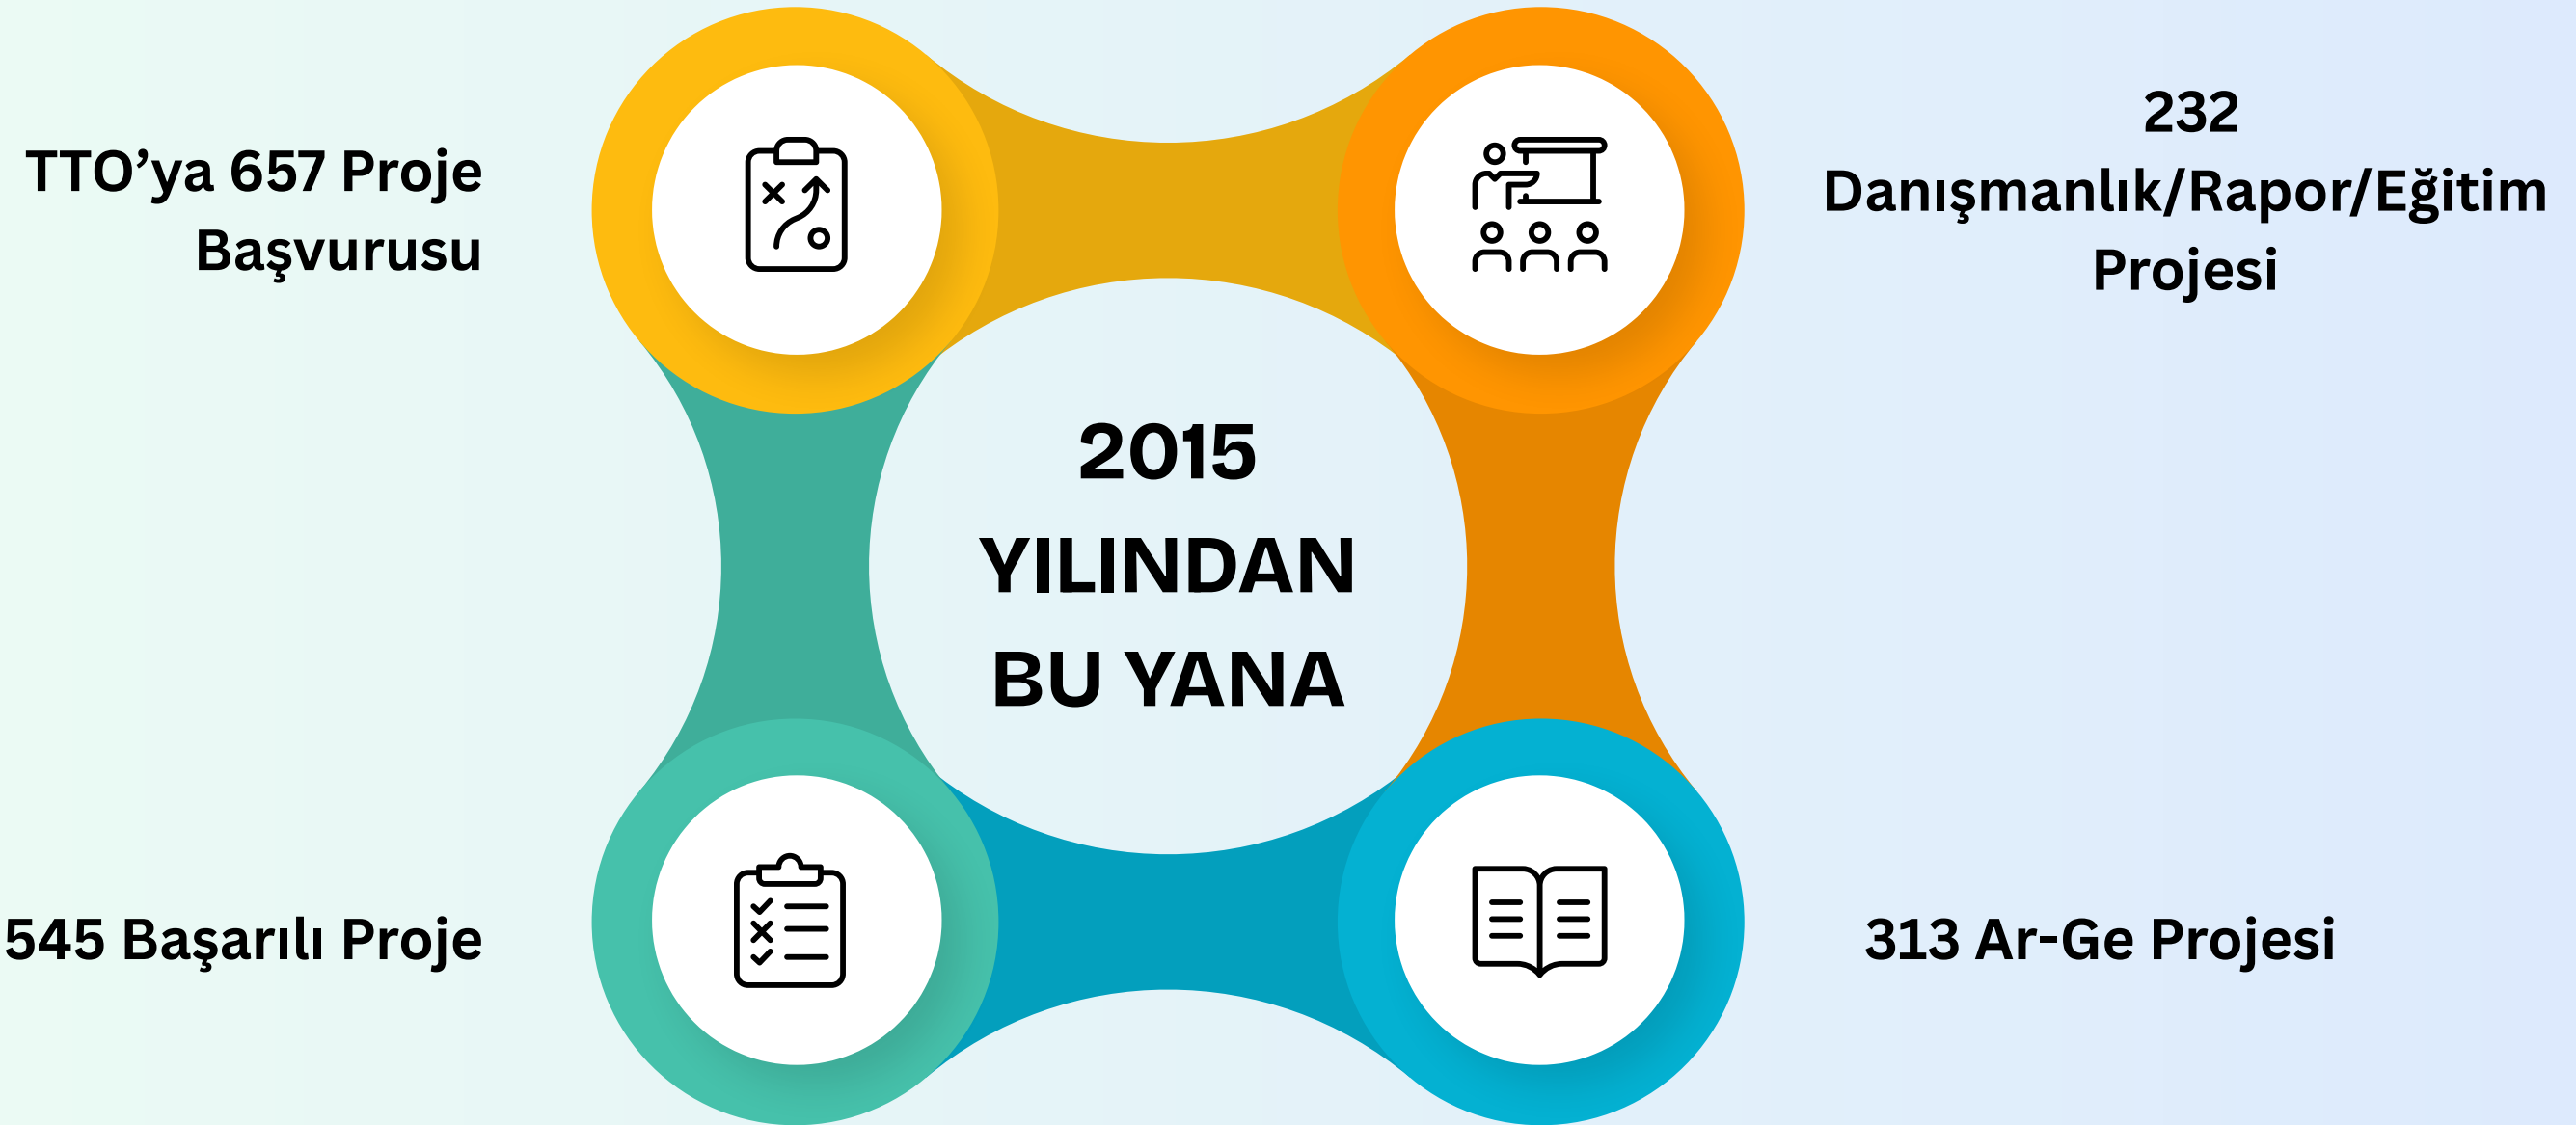 TTO’ya 657 Proje
Başvurusu
232
Danışmanlık/Rapor/Eğitim
Projesi
2015
YILINDAN
BU YANA
545 Başarılı Proje
313 Ar-Ge Projesi